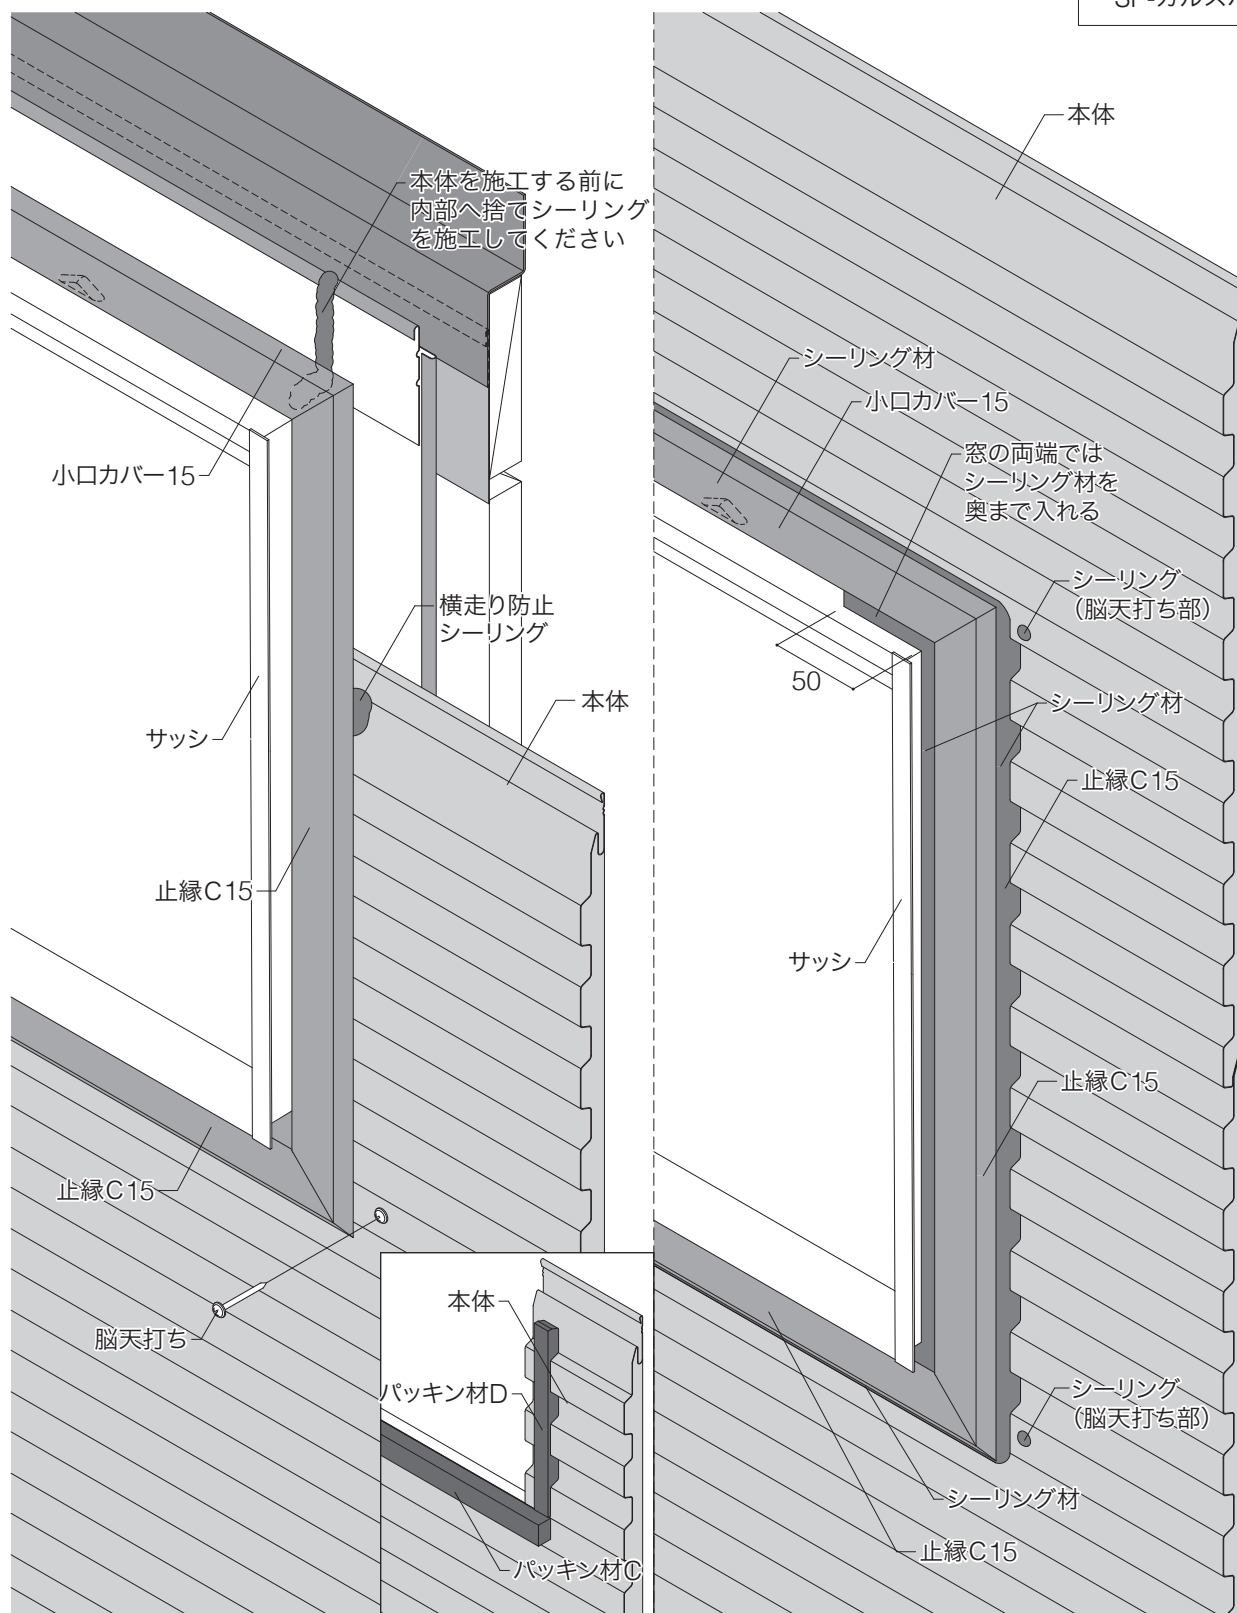 本体
本体を施工する前に
内部へ捨てシーリング
を施工してください
シーリング材
小口カバー15
窓の両端では
シーリング材を
奥まで入れる
小口カバー15
シーリング
（脳天打ち部）
横走り防止
シーリング
50
本体
シーリング材
サッシ
止縁C15
止縁C15
サッシ
止縁C15
止縁C15
本体
脳天打ち
パッキン材D
シーリング
（脳天打ち部）
シーリング材
止縁C15
パッキン材C